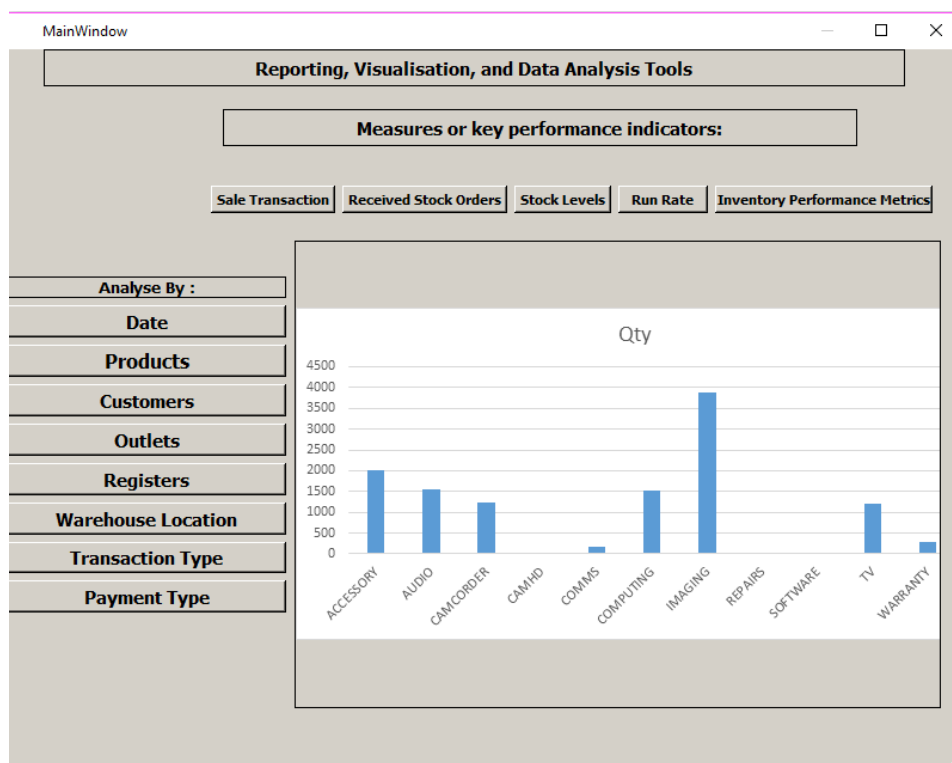 MainWindow
Reporting, Visualisation, and Data Analysis Tools
Measures or key performance indicators:
Sale Transaction Received Stock Orders Stock Levels Run Rate Inventory Performance Metrics
Analyse By :
Date
Products
Customers
Outlets
Registers
Warehouse Location
Transaction Type
Payment Type
Qty
4500
4000
3500
3000
2500
2000
1500
1000
500
0
ACCESSORY AUDIO CAMCORDER CAMHD COMMS COMPUTING IMAGING REPAIRS SOFTWARE TV WARRANTY